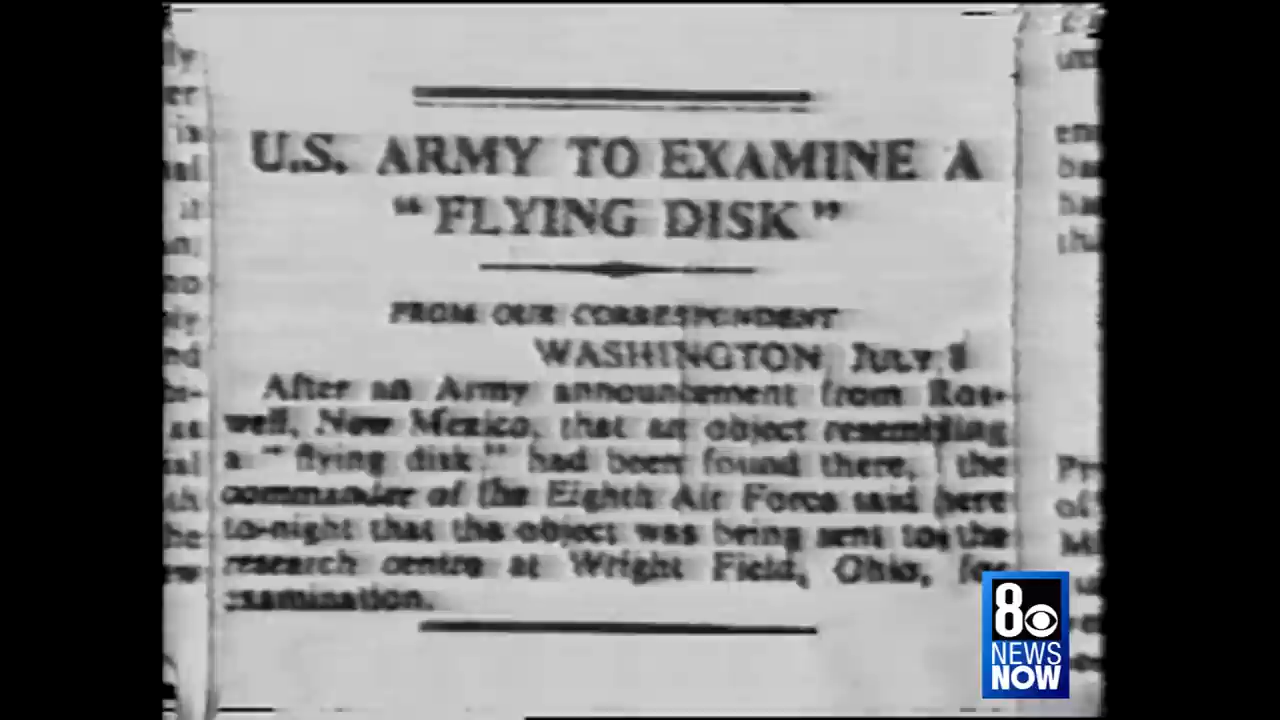 U.S. ARMY TO EXAMINE A
"FLYING DISK"
FROM OUR CORRESPONDENT
WASHINGTON, JULY 8
After an Army announcement from Ros-
well, New Mexico, that an object resembling
a "flying disk" had been found there, the
commander of the Eighth Air Force said here
to-night that the object was being sent to the
research centre at Wright Field, Ohio, for
examination.
8
NEWS
NOW